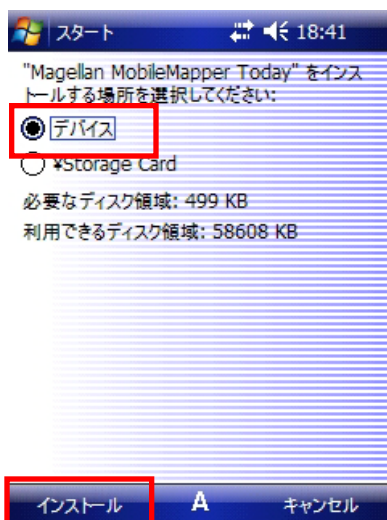 スタート 18:41
"Magellan MobileMapper Today" をインス
トールする場所を選択してください:
デバイス
¥Storage Card
必要なディスク領域: 499 KB
利用できるディスク領域: 58608 KB
インストール A キャンセル